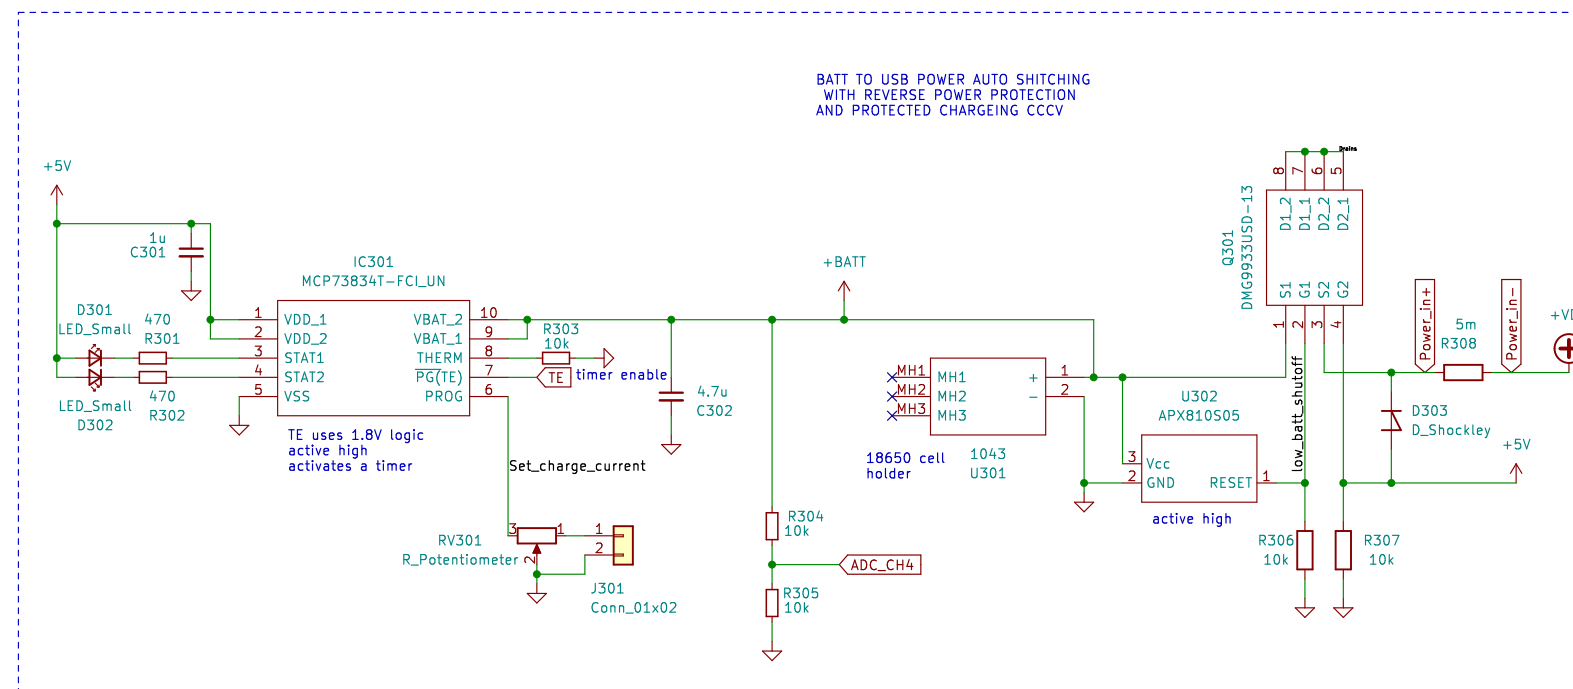 BATT TO USB POWER AUTO SHITCHING
WITH REVERSE POWER PROTECTION
AND PROTECTED CHARGEING CCCV
+5V
1u
C301
D301
LED_Small
470
R301
LED_Small
D302
470
R302
IC301
MCP73834T-FCI_UN
1 VDD_1
2 VDD_2
3 STAT1
4 STAT2
5 VSS
VBAT_2 10
VBAT_1 9
THERM 8
PG(TE) 7
PROG 6
R303
10k
TE
timer enable
TE uses 1.8V logic
active high
activates a timer
Set_charge_current
RV301
R_Potentiometer
3
1
2
1
2
J301
Conn_01x02
4.7u
C302
+BATT
R304
10k
ADC_CH4
R305
10k
MH1 MH1
MH2 MH2
MH3 MH3
+ 1
- 2
18650 cell
holder
1043
U301
U302
APX810S05
3 Vcc
2 GND
RESET 1
active high
Drains
8 7 6 5
D1_2 D1_1 D2_2 D2_1
S1 G1 S2 G2
1 2 3 4
Q301
DMG9933USD-13
low_batt_shutoff
R306
10k
R307
10k
Power_in+
5m
R308
Power_in-
D303
D_Shockley
+5V